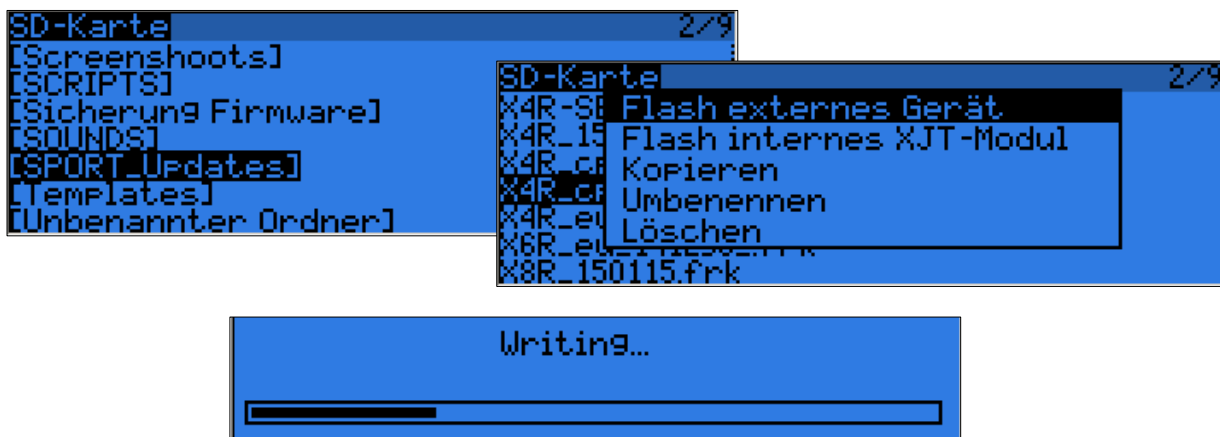 SD-Karte 2/9
[Screenshoots]
[SCRIPTS]
[Sicherung Firmware]
[SOUNDS]
[SPORT_Updates]
[Templates]
[Unbenannter Ordner]
SD-Karte 2/9
Flash externes Gerät
Flash internes XJT-Modul
Kopieren
Umbenennen
Löschen
X8R_150115.frk
Writing...